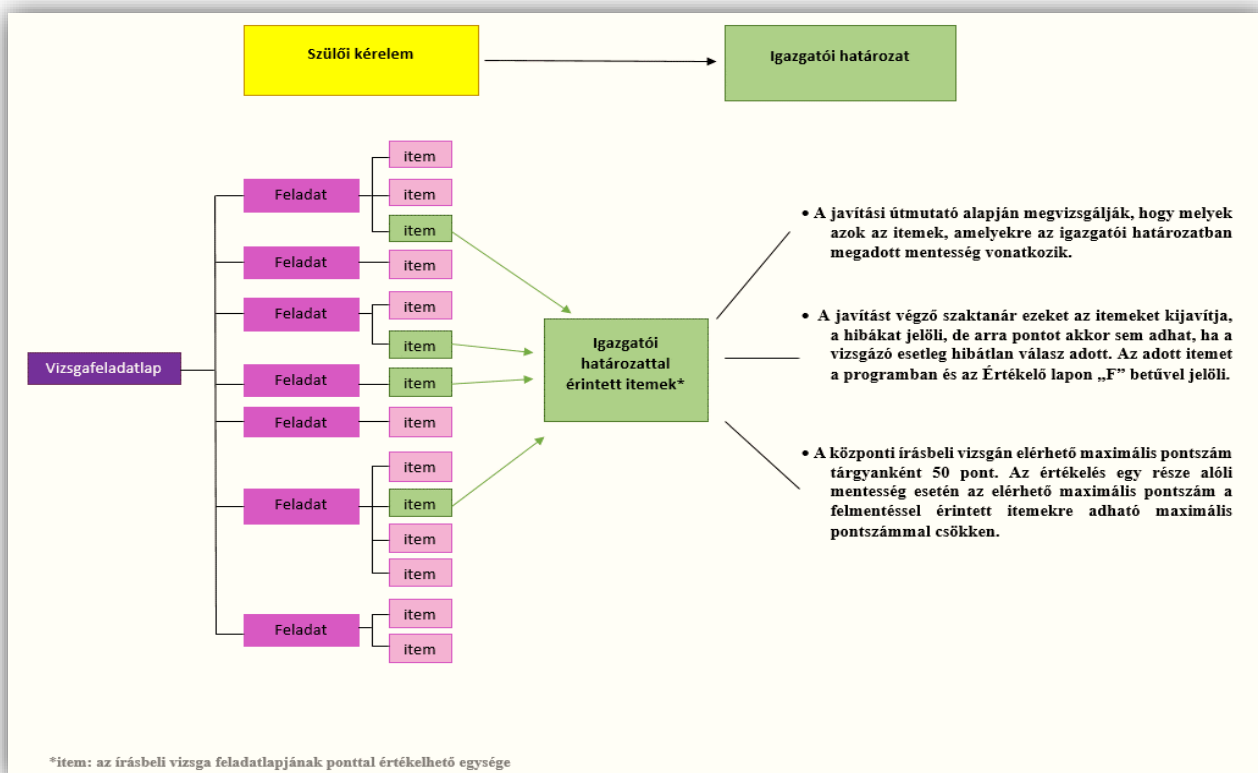 Szülői kérelem
Igazgatói határozat
Vizsgafeladatlap
Feladat
item
item
item
Feladat
item
Feladat
item
item
Feladat
item
Feladat
item
Feladat
item
item
item
item
Feladat
item
item
Igazgatói
határozattal
érintett itemek*
• A javítási útmutató alapján megvizsgálják, hogy melyek
azok az itemek, amelyekre az igazgatói határozatban
megadott mentesség vonatkozik.
• A javítást végző szaktanár ezeket az itemeket kijavítja,
a hibákat jelöli, de arra pontot akkor sem adhat, ha a
vizsgázó esetleg hibátlan választ adott. Az adott itemet
a programban és az Értékelő lapon „F” betűvel jelöli.
• A központi írásbeli vizsgán elérhető maximális pontszám
tárgyanként 50 pont. Az értékelés egy része alóli
mentesség esetén az elérhető maximális pontszám a
felmentéssel érintett itemekre adható maximális
pontszámmal csökken.
*item: az írásbeli vizsga feladatlapjának ponttal értékelhető egysége